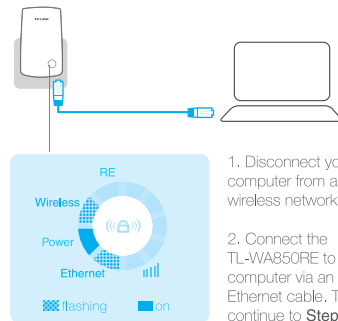 TP-LINK
RE
Wireless
Power
Ethernet
flashing
on
1. Disconnect
computer from a
wireless network
2. Connect the
TL-WA850RE to
computer via an
Ethernet cable.
continue to Step